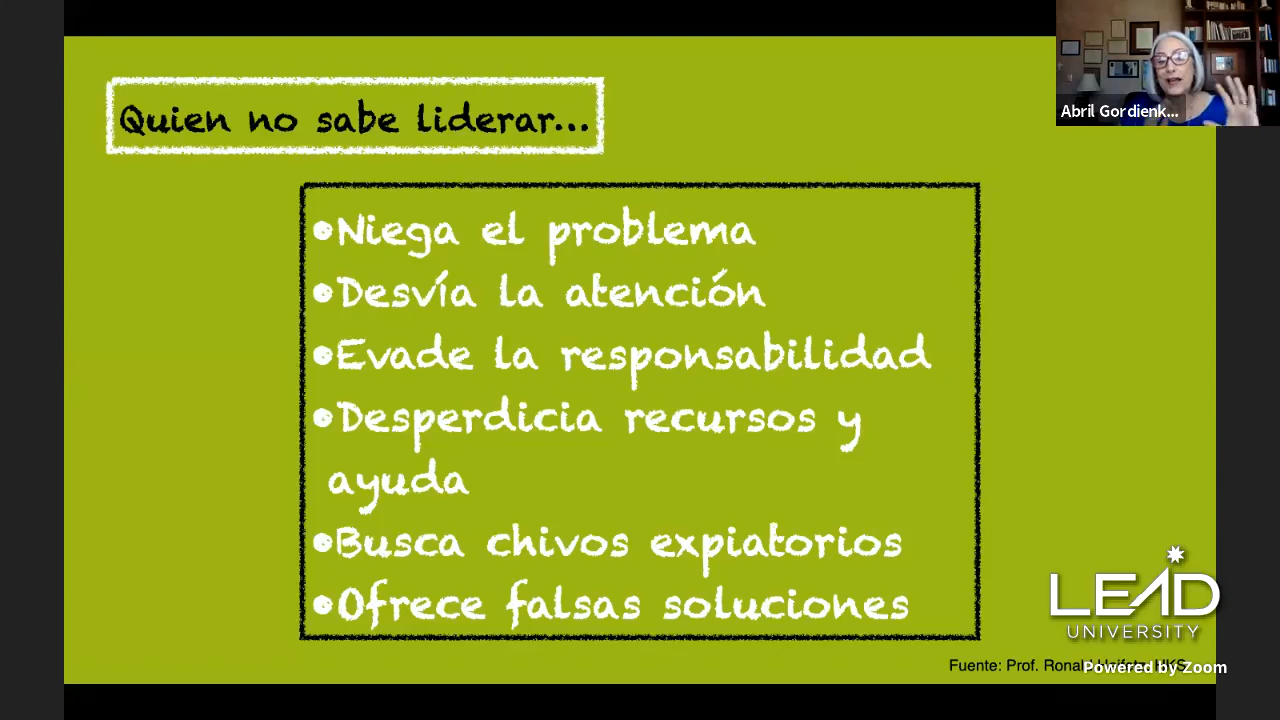 Quien no sabe liderar...
Abril Gordienk...
•Niega el problema
•Desvía la atención
•Evade la responsabilidad
•Desperdicia recursos y
ayuda
•Busca chivos expiatorios
•Ofrece falsas soluciones
LEAD
UNIVERSITY
Fuente: Prof. Ronald
Powered by Zoom